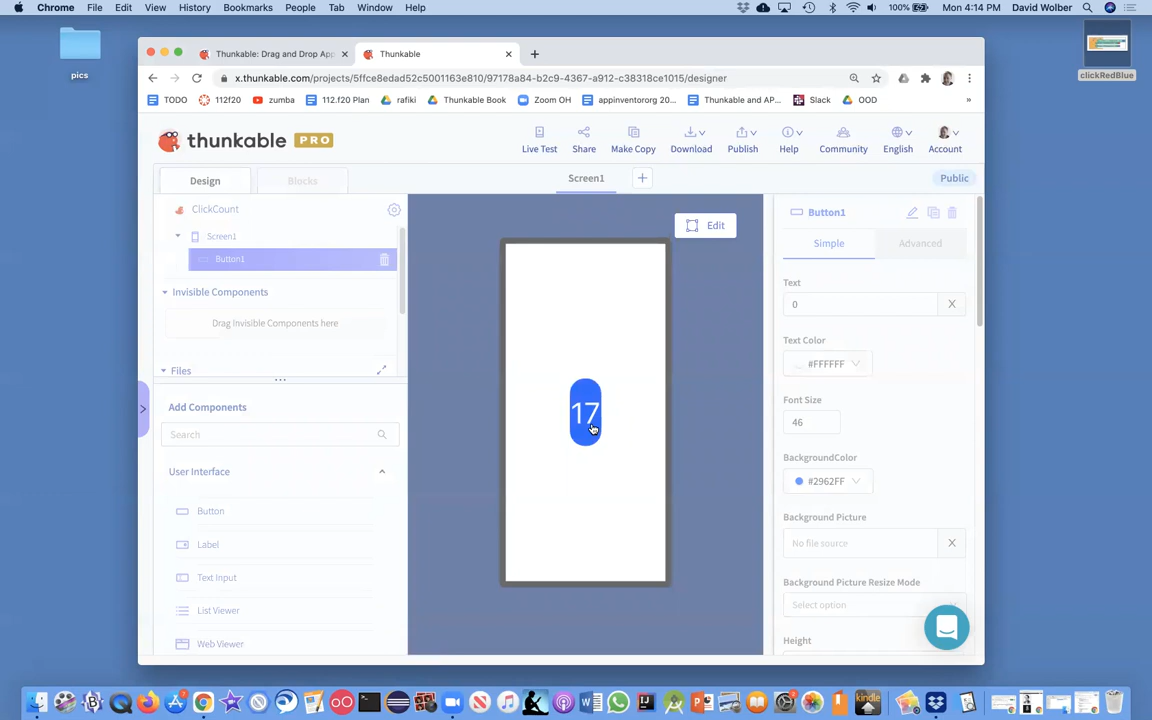 Chrome File Edit View History Bookmarks People Tab Window Help 100% Mon 4:14 PM David Wolber
pics
clickRedBlue
Thunkable: Drag and Drop App
Thunkable
x.thunkable.com/projects/5ffce8edad52c5001163e810/97178a84-b2c9-4367-a912-c38318ce1015/designer
TODO 112f20 zumba 112.f20 Plan rafiki Thunkable Book Zoom OH appinventorg 20... Thunkable and AP... Slack OOD »
thunkable PRO
Live Test Share Make Copy Download Publish Help Community English Account
Design Blocks Screen1 + Public
ClickCount
Screen1
Button1
Invisible Components
Drag Invisible Components here
Files
Add Components
Search
User Interface
Button
Label
Text Input
List Viewer
Web Viewer
Edit
17
Button1
Simple Advanced
Text
0 X
Text Color
#FFFFFF
Font Size
46
BackgroundColor
#2962FF
Background Picture
No file source X
Background Picture Resize Mode
Select option
Height